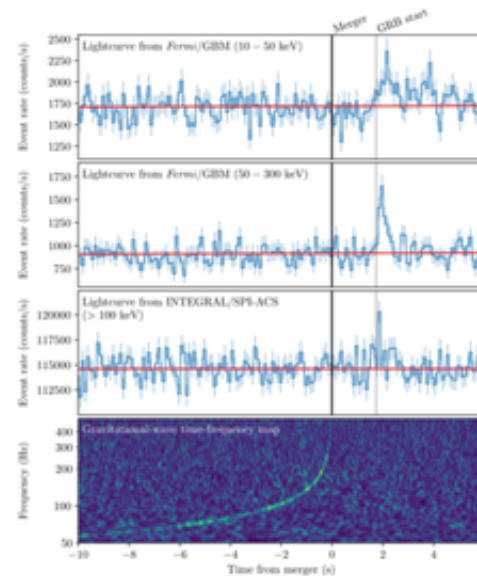 Merger
GRB start
Lightcurve from Fermi/GBM (10 − 50 keV)
Event rate (counts/s)
2500
2250
2000
1750
1500
1250
Lightcurve from Fermi/GBM (50 − 300 keV)
Event rate (counts/s)
1750
1500
1250
1000
750
Lightcurve from INTEGRAL/SPI-ACS
(> 100 keV)
Event rate (counts/s)
120000
117500
115000
112500
Gravitational-wave time-frequency map
Frequency (Hz)
400
300
200
100
50
−10 −8 −6 −4 −2 0 2 4
Time from merger (s)